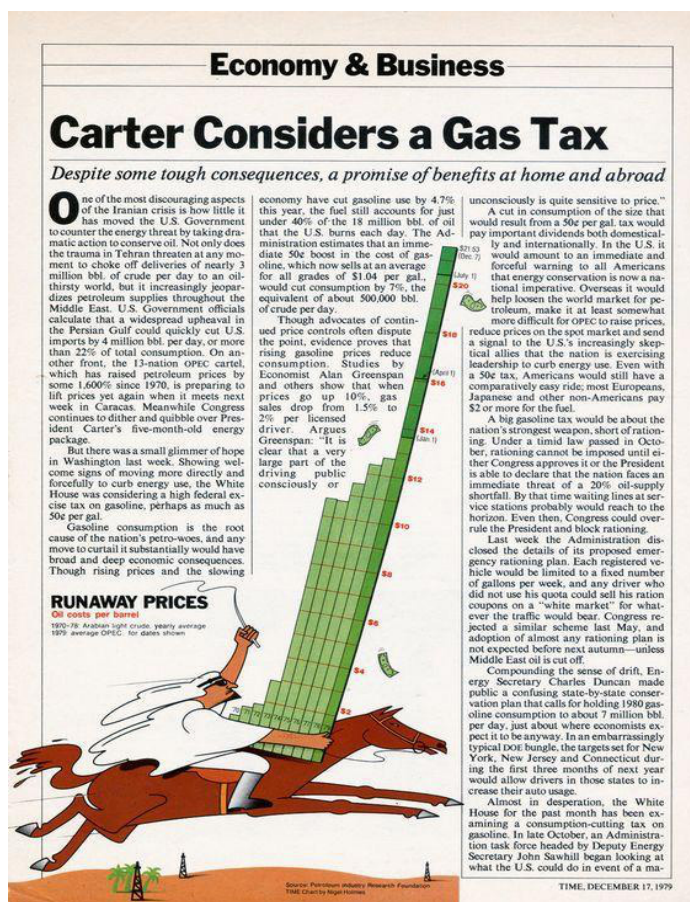 Economy & Business
Carter Considers a Gas Tax
Despite some tough consequences, a promise of benefits at home and abroad
One of the most discouraging aspects
of the Iranian crisis is how little it
has moved the U.S. Government
to counter the energy threat by taking dra-
matic action to conserve oil. Not only does
the trauma in Tehran threaten at any mo-
ment to choke off deliveries of nearly 3
million bbl. of crude per day to an oil-
thirsty world, but it increasingly jeopar-
dizes petroleum supplies throughout the
Middle East. U.S. Government officials
calculate that a widespread upheaval in
the Persian Gulf could quickly cut U.S.
imports by 4 million bbl. per day, or more
than 22% of total consumption. On an-
other front, the 13-nation OPEC cartel,
which has raised petroleum prices by
some 1,600% since 1970, is preparing to
lift prices yet again when it meets next
week in Caracas. Meanwhile Congress
continues to dither and quibble over Pres-
ident Carter's five-month-old energy
package.
But there was a small glimmer of hope
in Washington last week. Showing wel-
come signs of moving more directly and
forcefully to curb energy use, the White
House was considering a high federal ex-
cise tax on gasoline, perhaps as much as
50¢ per gal.
Gasoline consumption is the root
cause of the nation's petro-woes, and any
move to curtail it substantially would have
broad and deep economic consequences.
Though rising prices and the slowing
economy have cut gasoline use by 4.7%
this year, the fuel still accounts for just
under 40% of the 18 million bbl. of oil
that the U.S. burns each day. The Ad-
ministration estimates that an imme-
diate 50¢ boost in the cost of gas-
oline, which now sells at an average
for all grades of $1.04 per gal.,
would cut consumption by 7%, the
equivalent of about 500,000 bbl.
of crude per day.
Though advocates of contin-
ued price controls often dispute
the point, evidence proves that
rising gasoline prices reduce
consumption. Studies by
Economist Alan Greenspan
and others show that when
prices go up 10%, gas
sales drop from 1.5% to
2% per licensed
driver. Argues
Greenspan: "It is
clear that a very
large part of the
driving public
consciously or
unconsciously is quite sensitive to price."
A cut in consumption of the size that
would result from a 50¢ per gal. tax would
pay important dividends both domestical-
ly and internationally. In the U.S. it
would amount to an immediate and
forceful warning to all Americans
that energy conservation is now a na-
tional imperative. Overseas it would
help loosen the world market for pe-
troleum, make it at least somewhat
more difficult for OPEC to raise prices,
reduce prices on the spot market and send
a signal to the U.S.'s increasingly skep-
tical allies that the nation is exercising
leadership to curb energy use. Even with
a 50¢ tax, Americans would still have a
comparatively easy ride; most Europeans,
Japanese and other non-Americans pay
$2 or more for the fuel.
A big gasoline tax would be about the
nation's strongest weapon, short of ration-
ing. Under a timid law passed in Octo-
ber, rationing cannot be imposed until ei-
ther Congress approves it or the President
is able to declare that the nation faces an
immediate threat of a 20% oil-supply
shortfall. By that time waiting lines at ser-
vice stations probably would reach to the
horizon. Even then, Congress could over-
rule the President and block rationing.
Last week the Administration dis-
closed the details of its proposed emer-
gency rationing plan. Each registered ve-
hicle would be limited to a fixed number
of gallons per week, and any driver who
did not use his quota could sell his ration
coupons on a "white market" for what-
ever the traffic would bear. Congress re-
jected a similar scheme last May, and
adoption of almost any rationing plan is
not expected before next autumn—unless
Middle East oil is cut off.
Compounding the sense of drift, En-
ergy Secretary Charles Duncan made
public a confusing state-by-state conser-
vation plan that calls for holding 1980 gas-
oline consumption to about 7 million bbl.
per day, just about where economists ex-
pect it to be anyway. In an embarrassingly
typical DOE bungle, the targets set for New
York, New Jersey and Connecticut dur-
ing the first three months of next year
would allow drivers in those states to in-
crease their auto usage.
Almost in desperation, the White
House for the past month has been ex-
amining a consumption-cutting tax on
gasoline. In late October, an Administra-
tion task force headed by Deputy Energy
Secretary John Sawhill began looking at
what the U.S. could do in event of a ma-
RUNAWAY PRICES
Oil costs per barrel
1970-78: Arabian light crude, yearly average
1979: average OPEC, for dates shown
$21.53
(Dec. 7)
(July 1)
$20
$18
(April 1)
$16
$14
(Jan. 1)
$12
$10
$8
$6
$4
$2
Source: Petroleum Industry Research Foundation
TIME Chart by Nigel Holmes
TIME, DECEMBER 17, 1979